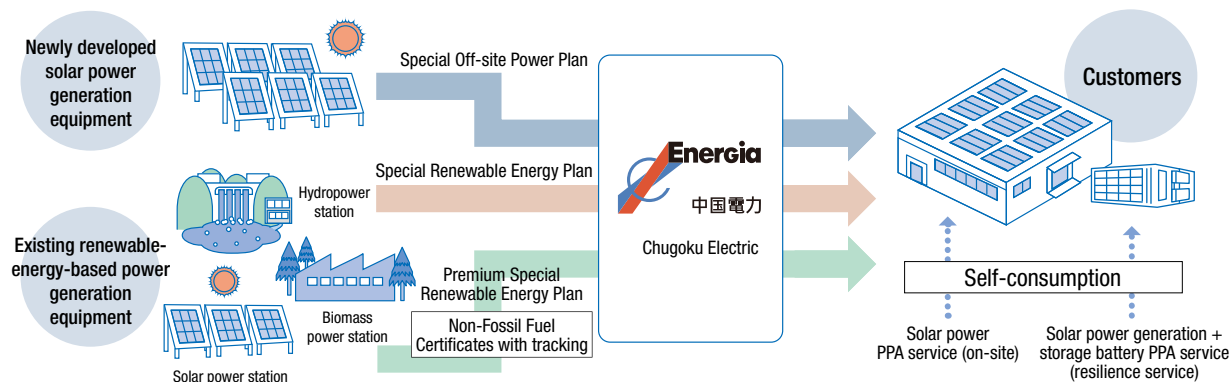 Newly developed
solar power
generation
equipment
Special Off-site Power Plan
Customers
Special Renewable Energy Plan
Hydropower
station
Energia
中国電力
Chugoku Electric
Existing renewable-
energy-based power
generation
equipment
Premium Special
Renewable Energy Plan
Biomass
power station
Non-Fossil Fuel
Certificates with tracking
Solar power station
Self-consumption
Solar power
PPA service (on-site)
Solar power generation +
storage battery PPA service
(resilience service)